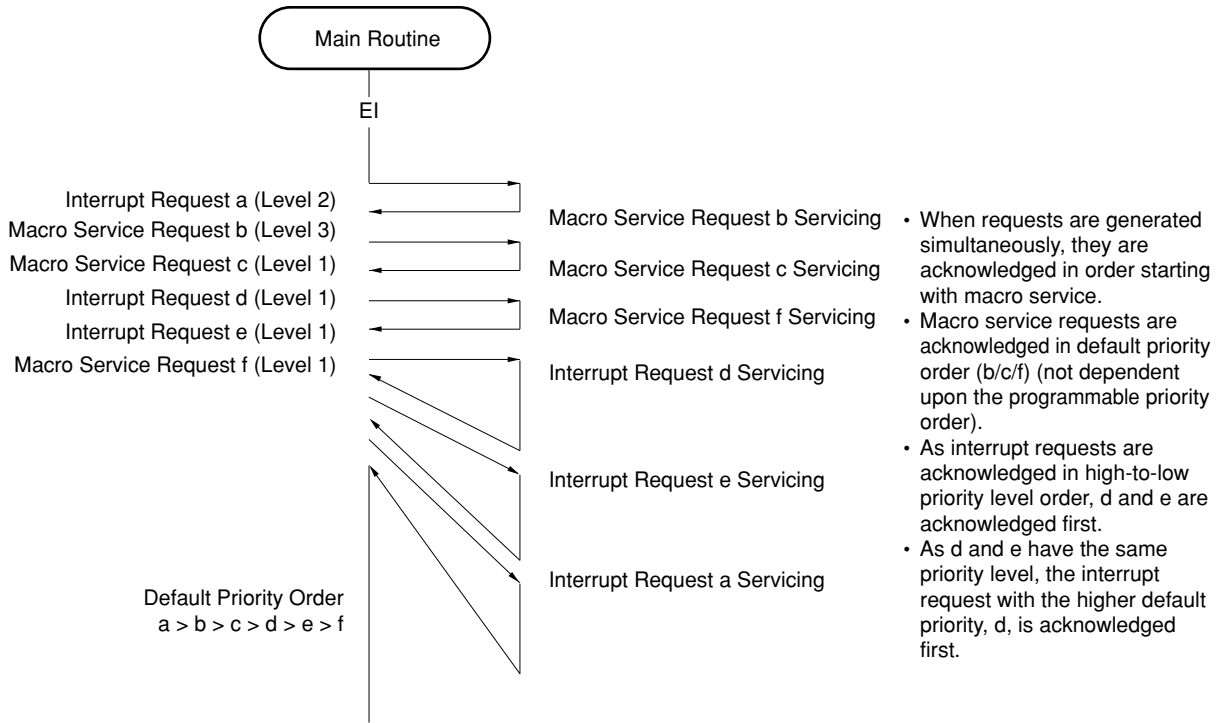 Main Routine
EI
Interrupt Request a (Level 2)
Macro Service Request b (Level 3)
Macro Service Request c (Level 1)
Interrupt Request d (Level 1)
Interrupt Request e (Level 1)
Macro Service Request f (Level 1)
Macro Service Request b Servicing
Macro Service Request c Servicing
Macro Service Request f Servicing
Interrupt Request d Servicing
Interrupt Request e Servicing
Interrupt Request a Servicing
Default Priority Order
a > b > c > d > e > f
• When requests are generated
simultaneously, they are
acknowledged in order starting
with macro service.
• Macro service requests are
acknowledged in default priority
order (b/c/f) (not dependent
upon the programmable priority
order).
• As interrupt requests are
acknowledged in high-to-low
priority level order, d and e are
acknowledged first.
• As d and e have the same
priority level, the interrupt
request with the higher default
priority, d, is acknowledged
first.